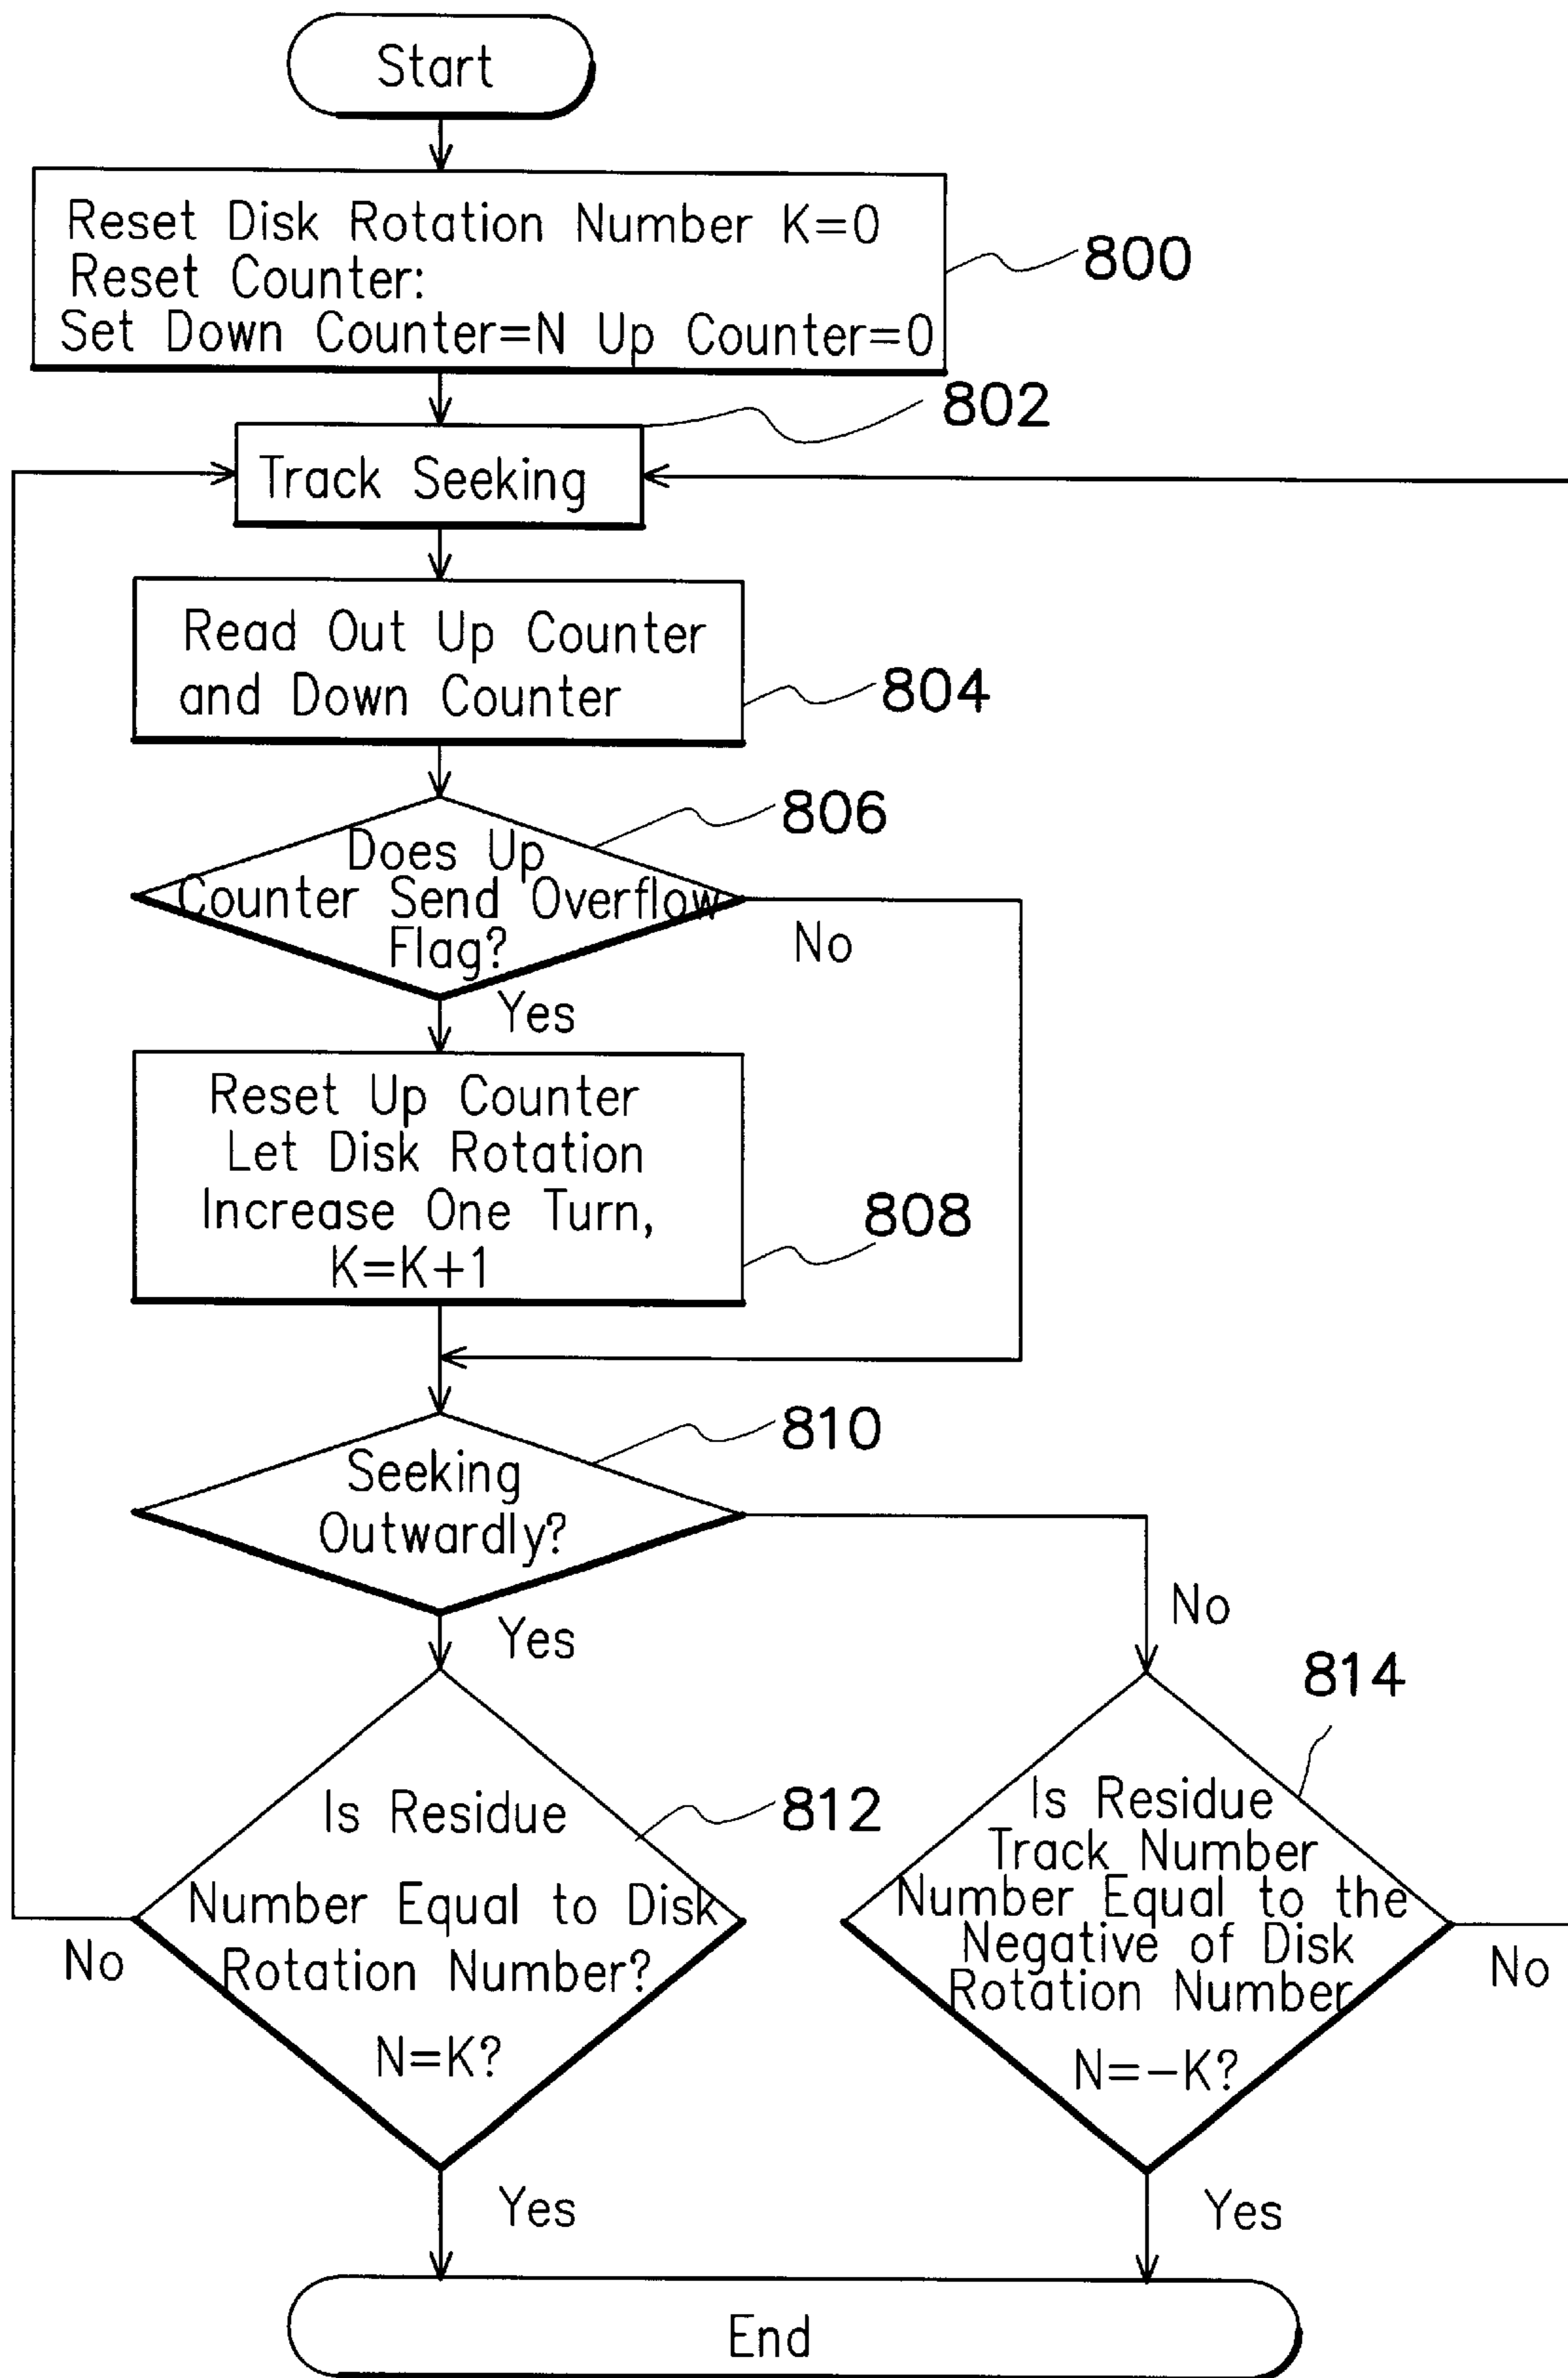 Start
Reset Disk Rotation Number K=0
Reset Counter:
Set Down Counter=N Up Counter=0
800
802
Track Seeking
Read Out Up Counter
and Down Counter
804
806
Does Up
Counter Send Overflow
Flag?
No
Yes
Reset Up Counter
Let Disk Rotation
Increase One Turn,
K=K+1
808
810
Seeking
Outwardly?
No
Yes
814
Is Residue
Number Equal to Disk
Rotation Number?
N=K?
812
Is Residue
Track Number
Number Equal to the
Negative of Disk
Rotation Number
N=-K?
No
No
Yes
Yes
End